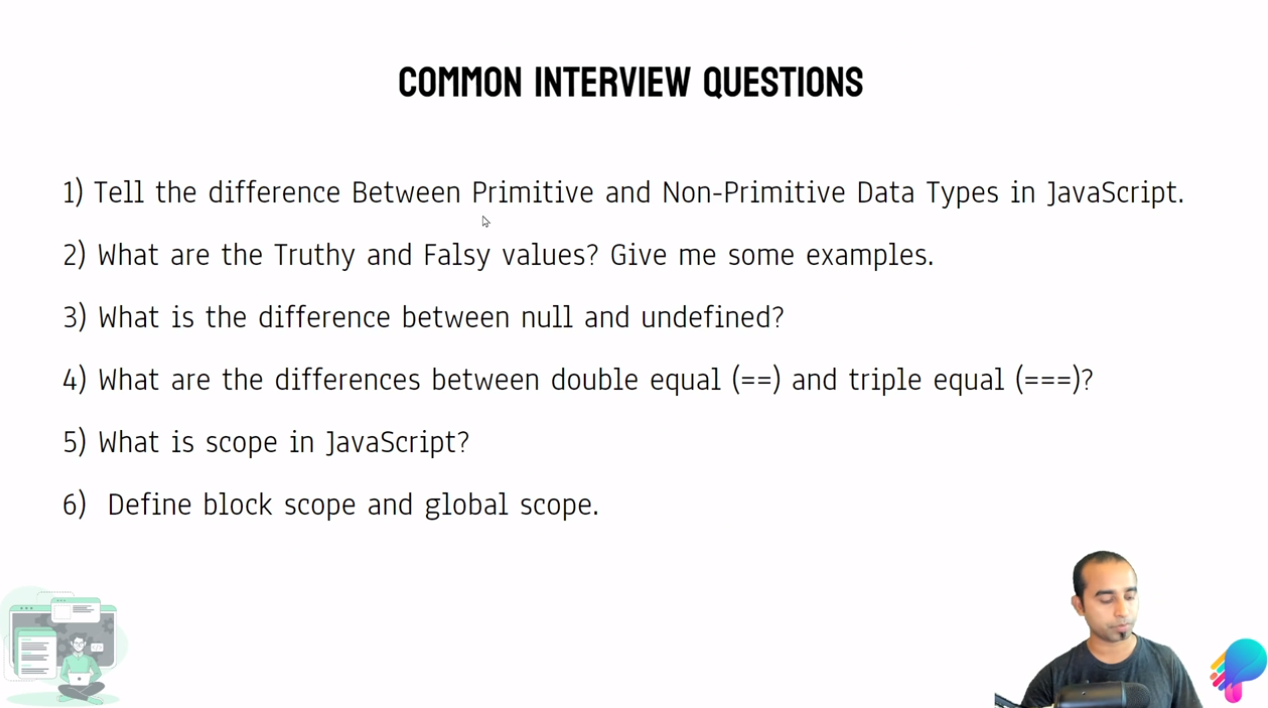 COMMON INTERVIEW QUESTIONS
1) Tell the difference Between Primitive and Non-Primitive Data Types in JavaScript.
2) What are the Truthy and Falsy values? Give me some examples.
3) What is the difference between null and undefined?
4) What are the differences between double equal (==) and triple equal (===)?
5) What is scope in JavaScript?
6) Define block scope and global scope.